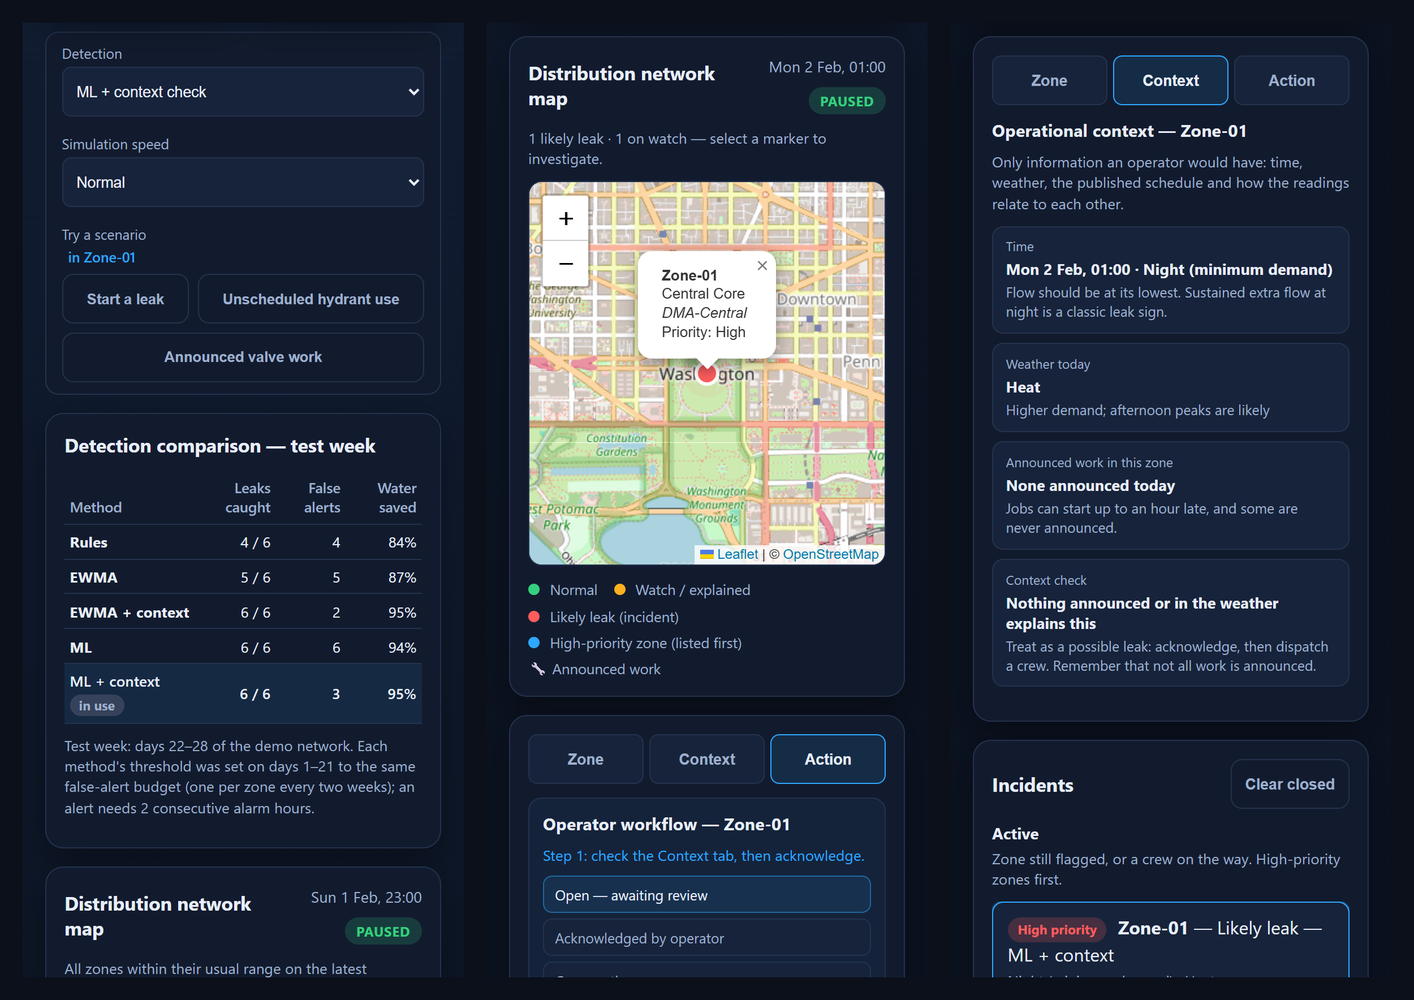 Detection
ML + context check
Simulation speed
Normal
Try a scenario
in Zone-01
Start a leak
Unscheduled hydrant use
Announced valve work
Detection comparison — test week
Method Leaks caught False alerts Water saved
Rules 4 / 6 4 84%
EWMA 5 / 6 5 87%
EWMA + context 6 / 6 2 95%
ML 6 / 6 6 94%
ML + context in use 6 / 6 3 95%
Test week: days 22–28 of the demo network. Each
method's threshold was set on days 1–21 to the same
false-alert budget (one per zone every two weeks); an
alert needs 2 consecutive alarm hours.
Distribution network
map
Sun 1 Feb, 23:00
PAUSED
All zones within their usual range on the latest
Distribution network
map
Mon 2 Feb, 01:00
PAUSED
1 likely leak · 1 on watch — select a marker to
investigate.
+
−
Zone-01
Central Core
DMA-Central
Priority: High
×
Downtown
Penn
University
Constitution
Gardens
Washington
Monument
Grounds
est Potomac
Park
Leaflet | © OpenStreetMap
Normal
Watch / explained
Likely leak (incident)
High-priority zone (listed first)
Announced work
Zone
Context
Action
Operator workflow — Zone-01
Step 1: check the Context tab, then acknowledge.
Open — awaiting review
Acknowledged by operator
Zone
Context
Action
Operational context — Zone-01
Only information an operator would have: time,
weather, the published schedule and how the readings
relate to each other.
Time
Mon 2 Feb, 01:00 · Night (minimum demand)
Flow should be at its lowest. Sustained extra flow at
night is a classic leak sign.
Weather today
Heat
Higher demand; afternoon peaks are likely
Announced work in this zone
None announced today
Jobs can start up to an hour late, and some are
never announced.
Context check
Nothing announced or in the weather
explains this
Treat as a possible leak: acknowledge, then dispatch
a crew. Remember that not all work is announced.
Incidents
Clear closed
Active
Zone still flagged, or a crew on the way. High-priority
zones first.
High priority Zone-01 — Likely leak —
ML + context